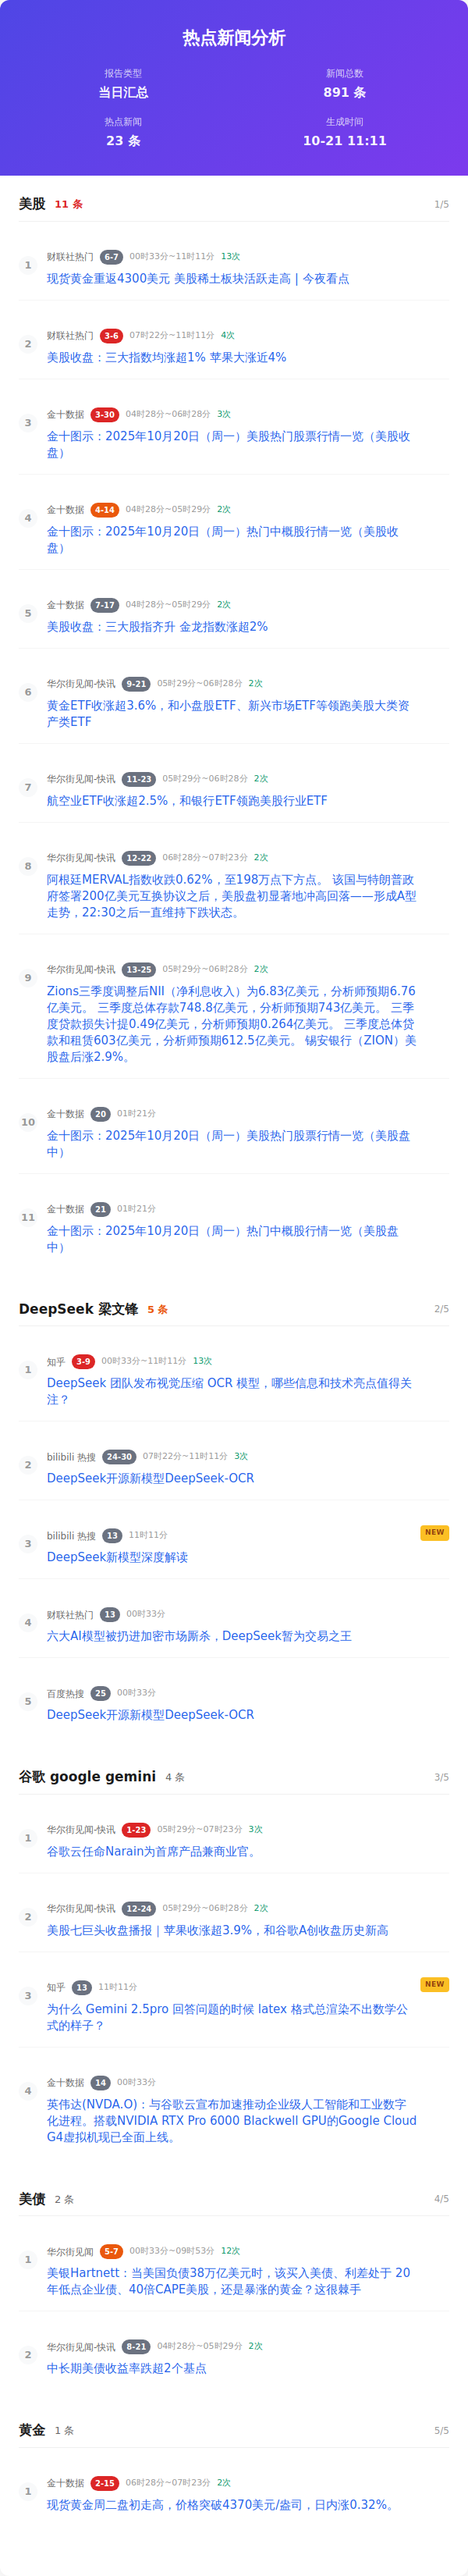 热点新闻分析
报告类型
当日汇总
新闻总数
891 条
热点新闻
23 条
生成时间
10-21 11:11
美股 11 条 1/5
1
财联社热门 6-7 00时33分~11时11分 13次
现货黄金重返4300美元 美股稀土板块活跃走高 | 今夜看点
2
财联社热门 3-6 07时22分~11时11分 4次
美股收盘：三大指数均涨超1% 苹果大涨近4%
3
金十数据 3-30 04时28分~06时28分 3次
金十图示：2025年10月20日（周一）美股热门股票行情一览（美股收
盘）
4
金十数据 4-14 04时28分~05时29分 2次
金十图示：2025年10月20日（周一）热门中概股行情一览（美股收
盘）
5
金十数据 7-17 04时28分~05时29分 2次
美股收盘：三大股指齐升 金龙指数涨超2%
6
华尔街见闻-快讯 9-21 05时29分~06时28分 2次
黄金ETF收涨超3.6%，和小盘股ETF、新兴市场ETF等领跑美股大类资
产类ETF
7
华尔街见闻-快讯 11-23 05时29分~06时28分 2次
航空业ETF收涨超2.5%，和银行ETF领跑美股行业ETF
8
华尔街见闻-快讯 12-22 06时28分~07时23分 2次
阿根廷MERVAL指数收跌0.62%，至198万点下方点。 该国与特朗普政
府签署200亿美元互换协议之后，美股盘初显著地冲高回落——形成A型
走势，22:30之后一直维持下跌状态。
9
华尔街见闻-快讯 13-25 05时29分~06时28分 2次
Zions三季度调整后NII（净利息收入）为6.83亿美元，分析师预期6.76
亿美元。 三季度总体存款748.8亿美元，分析师预期743亿美元。 三季
度贷款损失计提0.49亿美元，分析师预期0.264亿美元。 三季度总体贷
款和租赁603亿美元，分析师预期612.5亿美元。 锡安银行（ZION）美
股盘后涨2.9%。
10
金十数据 20 01时21分
金十图示：2025年10月20日（周一）美股热门股票行情一览（美股盘
中）
11
金十数据 21 01时21分
金十图示：2025年10月20日（周一）热门中概股行情一览（美股盘
中）
DeepSeek 梁文锋 5 条 2/5
1
知乎 3-9 00时33分~11时11分 13次
DeepSeek 团队发布视觉压缩 OCR 模型，哪些信息和技术亮点值得关
注？
2
bilibili 热搜 24-30 07时22分~11时11分 3次
DeepSeek开源新模型DeepSeek-OCR
3
bilibili 热搜 13 11时11分 NEW
DeepSeek新模型深度解读
4
财联社热门 13 00时33分
六大AI模型被扔进加密市场厮杀，DeepSeek暂为交易之王
5
百度热搜 25 00时33分
DeepSeek开源新模型DeepSeek-OCR
谷歌 google gemini 4 条 3/5
1
华尔街见闻-快讯 1-23 05时29分~07时23分 3次
谷歌云任命Narain为首席产品兼商业官。
2
华尔街见闻-快讯 12-24 05时29分~06时28分 2次
美股七巨头收盘播报｜苹果收涨超3.9%，和谷歌A创收盘历史新高
3
知乎 13 11时11分 NEW
为什么 Gemini 2.5pro 回答问题的时候 latex 格式总渲染不出数学公
式的样子？
4
金十数据 14 00时33分
英伟达(NVDA.O)：与谷歌云宣布加速推动企业级人工智能和工业数字
化进程。搭载NVIDIA RTX Pro 6000 Blackwell GPU的Google Cloud
G4虚拟机现已全面上线。
美债 2 条 4/5
1
华尔街见闻 5-7 00时33分~09时53分 12次
美银Hartnett：当美国负债38万亿美元时，该买入美债、利差处于 20
年低点企业债、40倍CAPE美股，还是暴涨的黄金？这很棘手
2
华尔街见闻-快讯 8-21 04时28分~05时29分 2次
中长期美债收益率跌超2个基点
黄金 1 条 5/5
1
金十数据 2-15 06时28分~07时23分 2次
现货黄金周二盘初走高，价格突破4370美元/盎司，日内涨0.32%。